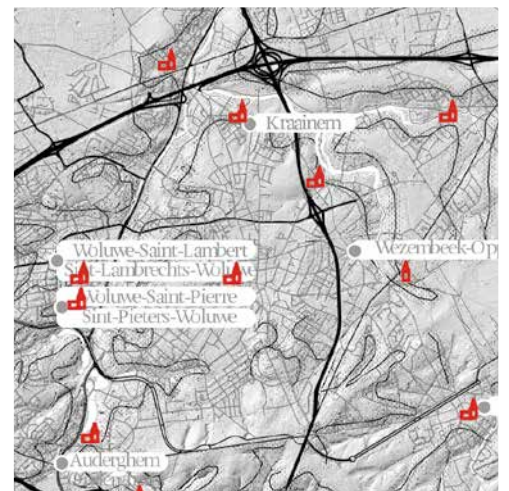 Kraainem
Woluwe-Saint-Lambert
Sint-Lambrechts-Woluwe
Wezembeek-Op
Woluwe-Saint-Pierre
Sint-Pieters-Woluwe
Auderghem